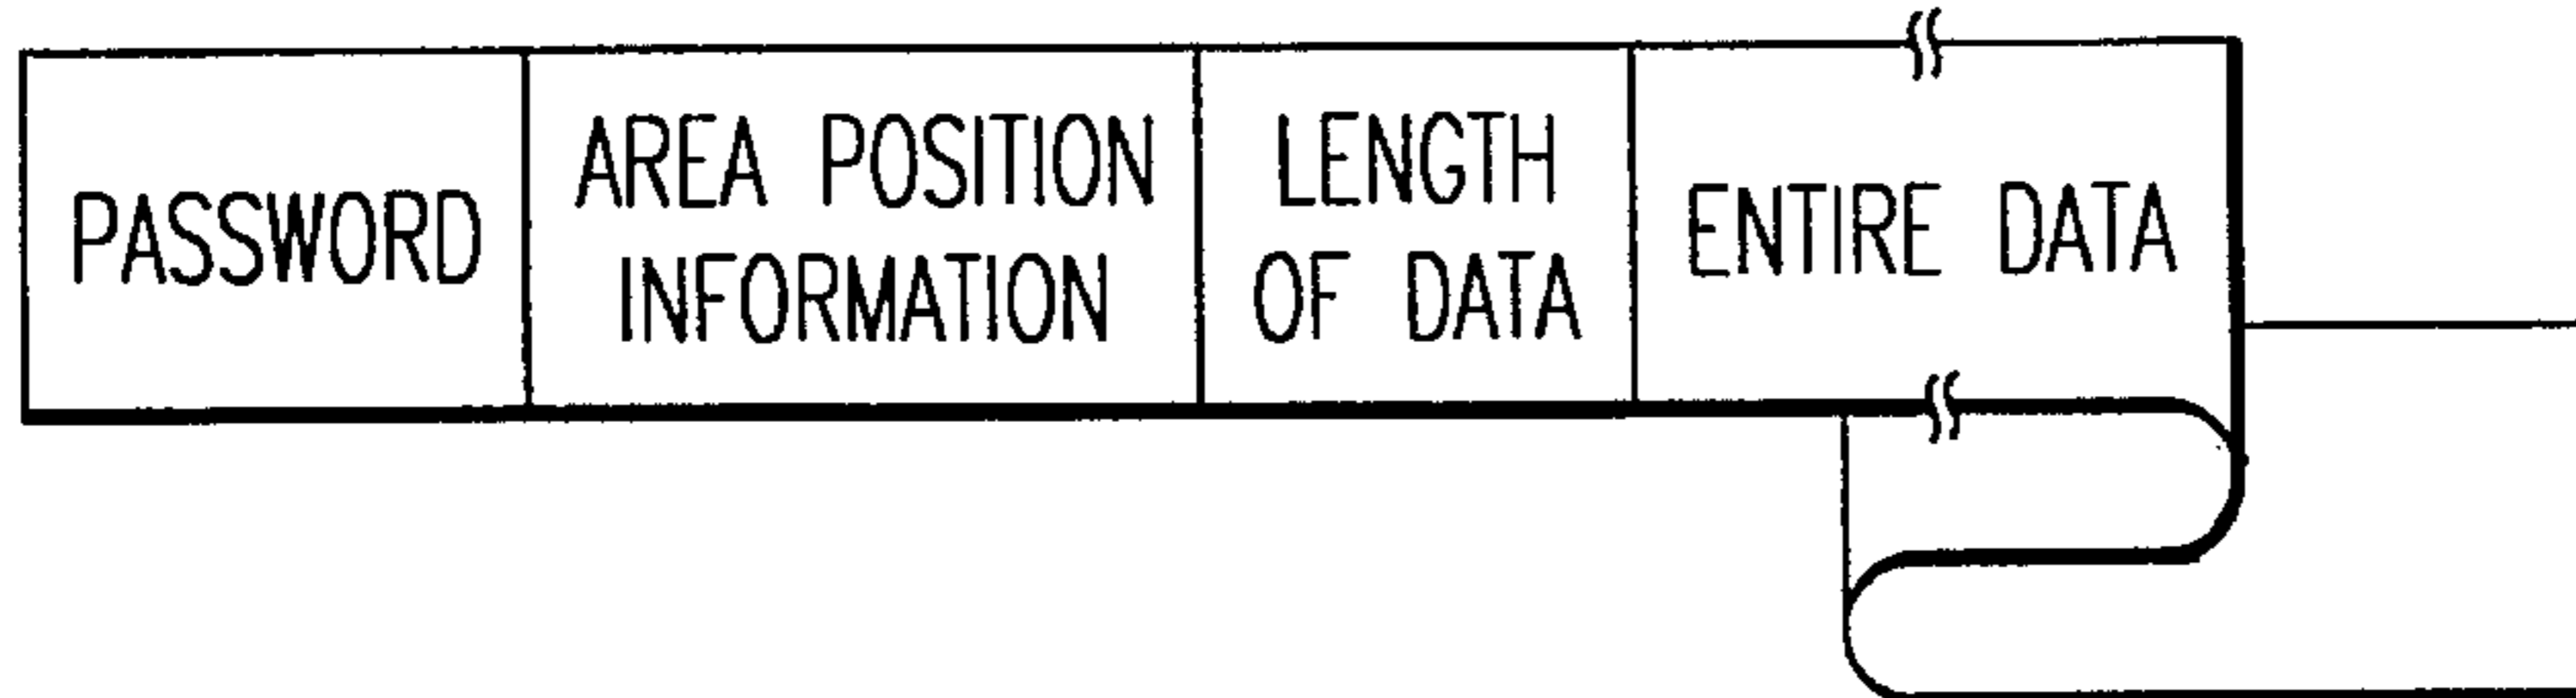 PASSWORD
AREA POSITION
INFORMATION
LENGTH
OF DATA
ENTIRE DATA